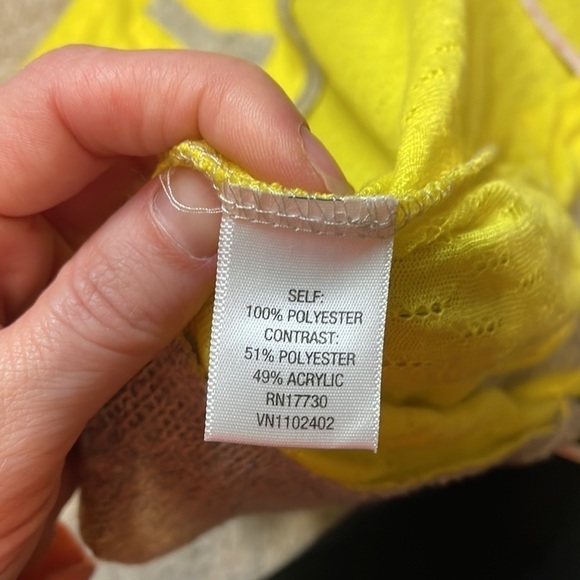 SELF:
100% POLYESTER
CONTRAST:
51% POLYESTER
49% ACRYLIC
RN17730
VN1102402